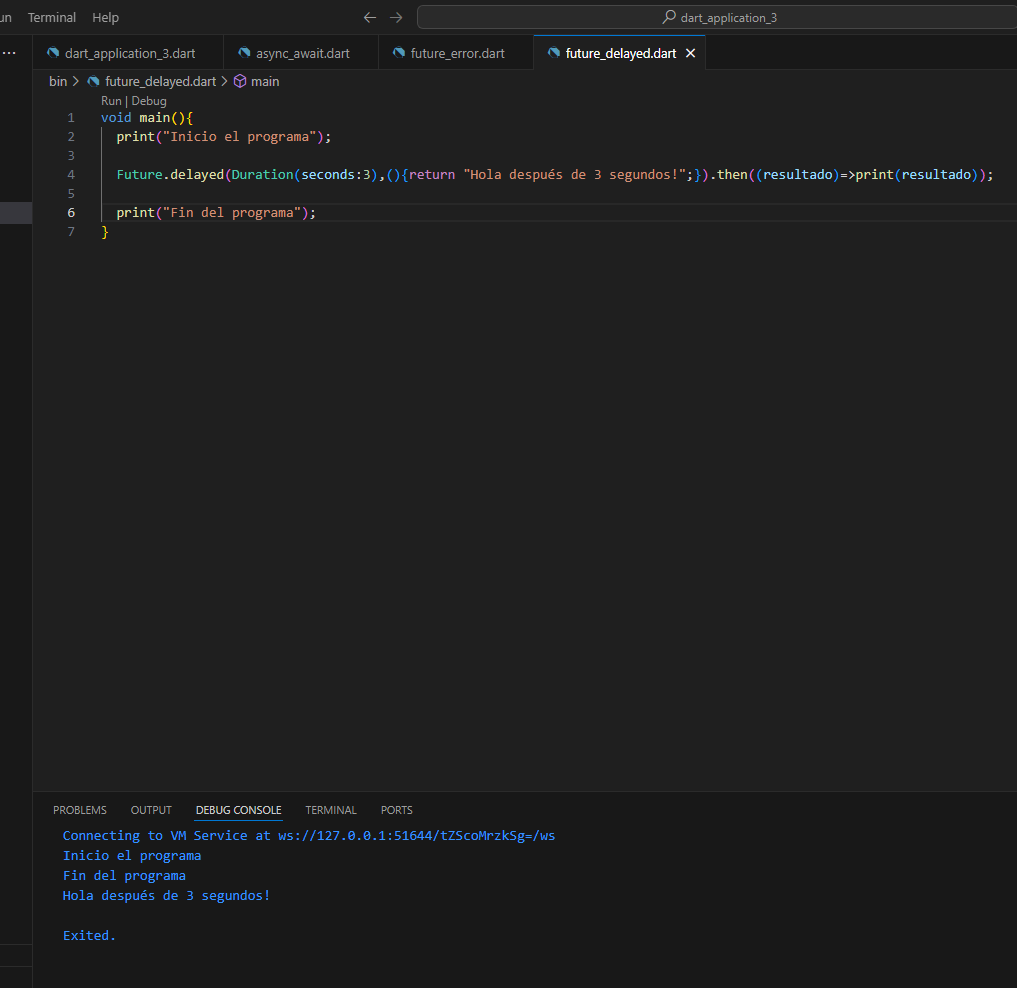 un Terminal Help
dart_application_3
dart_application_3.dart async_await.dart future_error.dart future_delayed.dart
bin > future_delayed.dart > main
Run | Debug
1 void main(){
2 print("Inicio el programa");
3
4 Future.delayed(Duration(seconds:3),(){return "Hola después de 3 segundos!";}).then((resultado)=>print(resultado));
5
6 print("Fin del programa");
7 }
PROBLEMS OUTPUT DEBUG CONSOLE TERMINAL PORTS
Connecting to VM Service at ws://127.0.0.1:51644/tZScoMrzkSg=/ws
Inicio el programa
Fin del programa
Hola después de 3 segundos!
Exited.